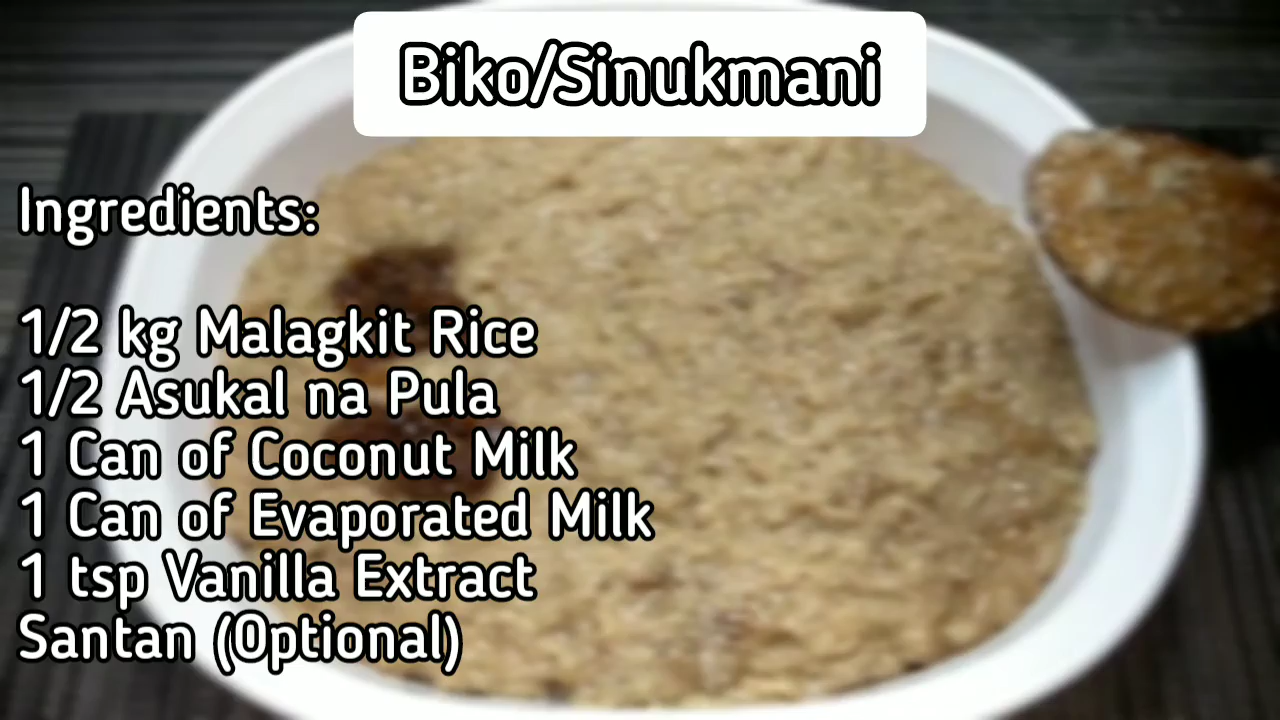 Biko/Sinukmani
Ingredients:
1/2 kg Malagkit Rice
1/2 Asukal na Pula
1 Can of Coconut Milk
1 Can of Evaporated Milk
1 tsp Vanilla Extract
Santan (Optional)